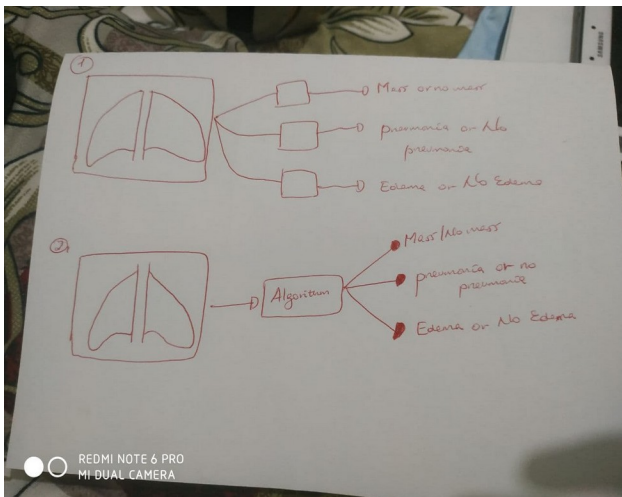 1
Mass or no mass
pneumonia or No
pneumonia
Edema or No Edema
2
Mass/No mass
pneumonia or no
pneumonia
Algoritum
Edema or No Edema
REDMI NOTE 6 PRO
MI DUAL CAMERA